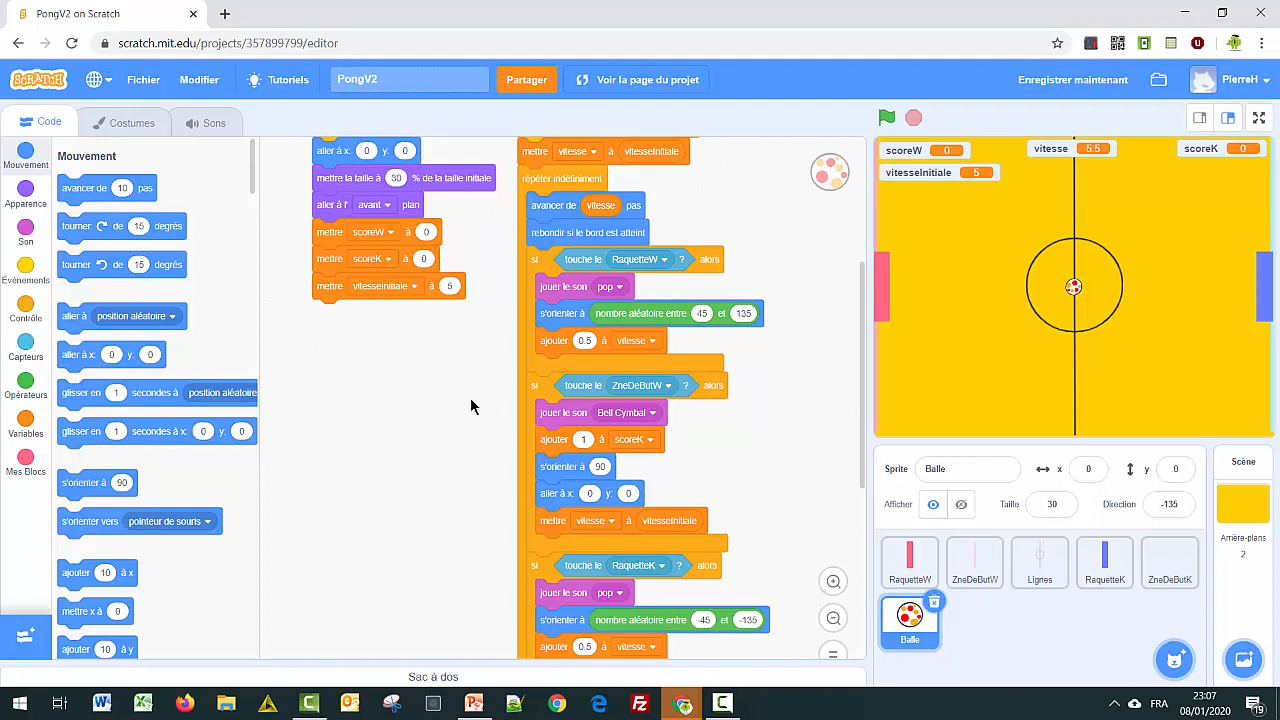 PongV2 on Scratch
scratch.mit.edu/projects/357899799/editor
SCRATCH
Fichier
Modifier
Tutoriels
PongV2
Partager
Voir la page du projet
Enregistrer maintenant
PierreH
Code
Costumes
Sons
Mouvement
Apparence
Son
Événements
Contrôle
Capteurs
Opérateurs
Variables
Mes Blocs
Mouvement
avancer de 10 pas
tourner de 15 degrés
tourner de 15 degrés
aller à position aléatoire
aller à x: 0 y: 0
glisser en 1 secondes à position aléatoire
glisser en 1 secondes à x: 0 y: 0
s'orienter à 90
s'orienter vers pointeur de souris
ajouter 10 à x
mettre x à 0
ajouter 10 à y
aller à x: 0 y: 0
mettre la taille à 30 % de la taille initiale
aller à l' avant plan
mettre scoreW à 0
mettre scoreK à 0
mettre vitesseInitiale à 5
mettre vitesse à vitesseInitiale
répéter indéfiniment
avancer de vitesse pas
rebondir si le bord est atteint
si touche le RaquetteW ? alors
jouer le son pop
s'orienter à nombre aléatoire entre 45 et 135
ajouter 0.5 à vitesse
si touche le ZneDeButW ? alors
jouer le son Bell Cymbal
ajouter 1 à scoreK
s'orienter à 90
aller à x: 0 y: 0
mettre vitesse à vitesseInitiale
si touche le RaquetteK ? alors
jouer le son pop
s'orienter à nombre aléatoire entre -45 et -135
ajouter 0.5 à vitesse
scoreW 0
vitesse 5.5
scoreK 0
vitesseInitiale 5
Sprite Balle x 0 y 0
Afficher Taille 30 Direction -135
RaquetteW
ZneDeButW
Lignes
RaquetteK
ZneDeButK
Balle
Scène
Arrière-plans
2
Sac à dos
FRA
23:07
08/01/2020
19